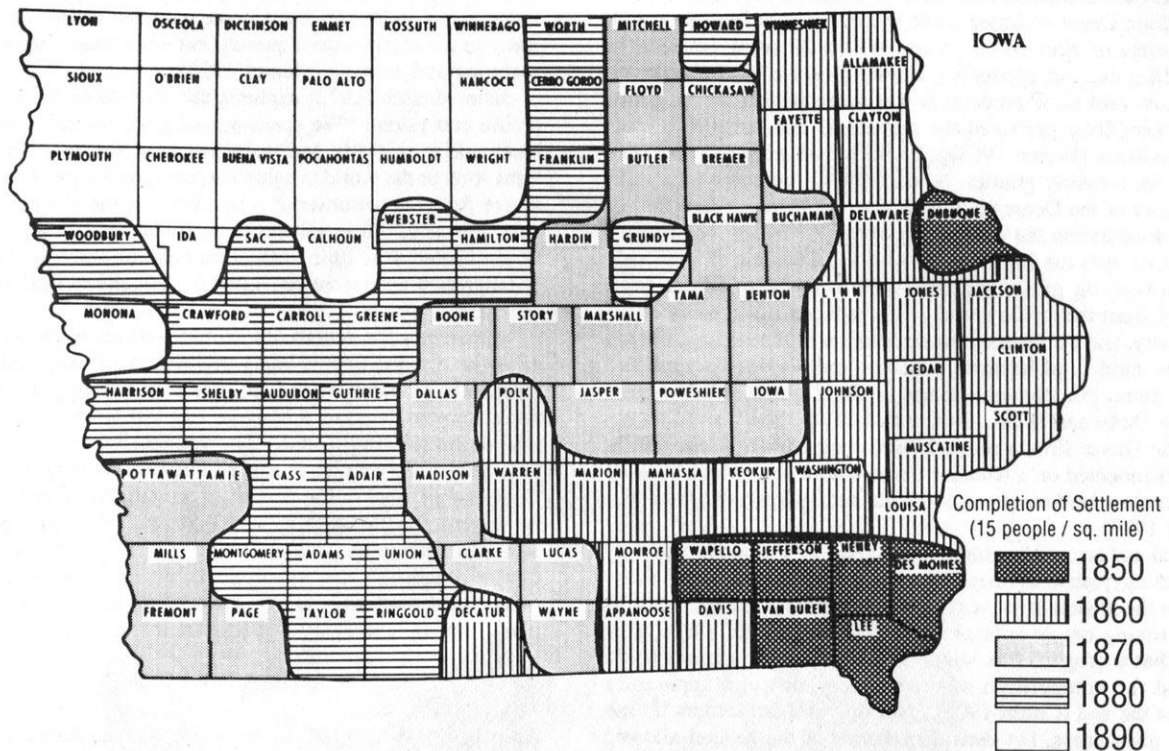 LYON OSCEOLA DICKINSON EMMET KOSSUTH WINNEBAGO WORTH MITCHELL HOWARD WINNESHIEK
IOWA
ALLAMAKEE
SIOUX O'BRIEN CLAY PALO ALTO HANCOCK CERRO GORDO FLOYD CHICKASAW
FAYETTE CLAYTON
PLYMOUTH CHEROKEE BUENA VISTA POCAHONTAS HUMBOLDT WRIGHT FRANKLIN BUTLER BREMER
WEBSTER BLACK HAWK BUCHANAN DELAWARE DUBUQUE
WOODBURY IDA SAC CALHOUN HAMILTON HARDIN GRUNDY
TAMA BENTON LINN JONES JACKSON
MONONA CRAWFORD CARROLL GREENE BOONE STORY MARSHALL
CLINTON
CEDAR
HARRISON SHELBY AUDUBON GUTHRIE DALLAS POLK JASPER POWESHIEK IOWA JOHNSON
SCOTT
MUSCATINE
POTTAWATTAMIE CASS ADAIR MADISON WARREN MARION MAHASKA KEOKUK WASHINGTON
LOUISA
Completion of Settlement
(15 people / sq. mile)
MILLS MONTGOMERY ADAMS UNION CLARKE LUCAS MONROE WAPELLO JEFFERSON HENRY
DES MOINES
1850
FREMONT PAGE TAYLOR RINGGOLD DECATUR WAYNE APPANOOSE DAVIS VAN BUREN
LEE
1860
1870
1880
1890